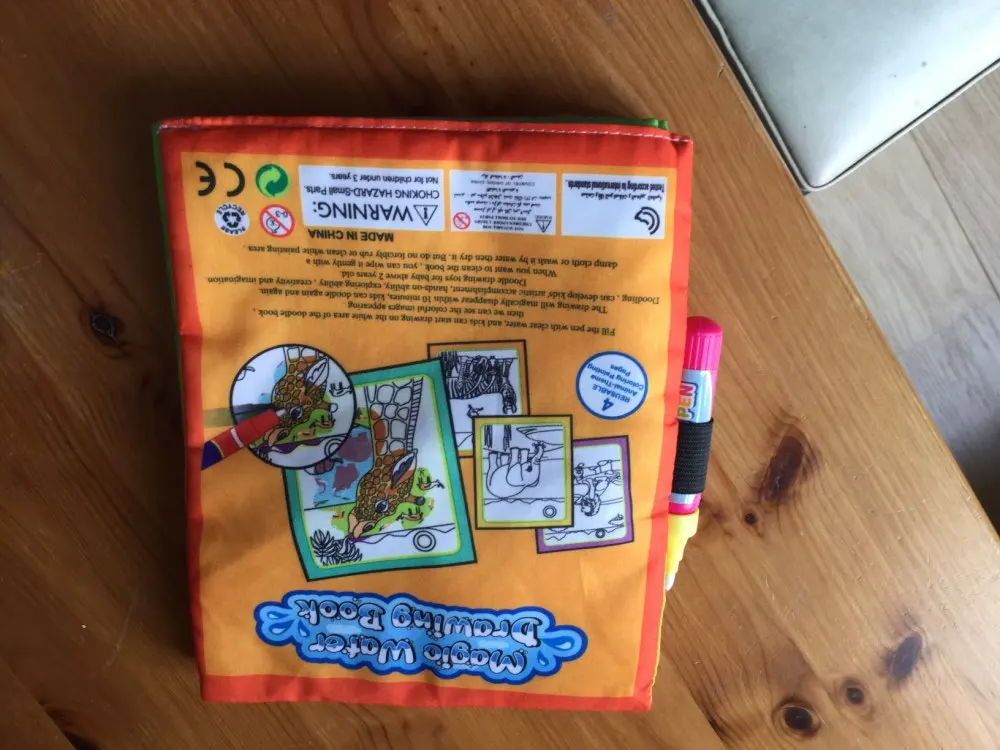 Magic Water
Drawing Book
4
REUSABLE
Animal-Theme
Coloring Painting
Pages
PEN
Fill the pen with clear water, and kids can start drawing on the white area of the doodle book ,
then we can see the colorful images appearing .
The drawing will magically disappear within 10 minutes, kids can doodle again and again.
Doodling , can develop kids' artistic accomplishment, hands-on ability, exploring ability , creativity and imagination
Doodle drawing toys for baby above 2 years old.
When you want to clean the book , you can wipe it gently with a
damp cloth or wash it by water then dry it . But do no forcibly rub or clean white painting area .
MADE IN CHINA
Tested according to international standards
WARNING:
CHOKING HAZARD-Small Parts.
Not for children under 3 years.
0-3
PLEASE
RECYCLE
CE